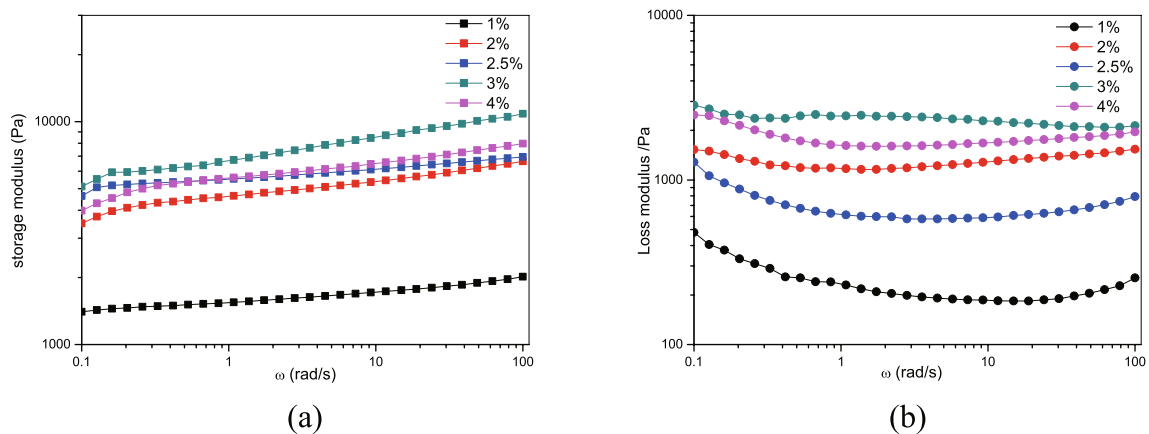 1%
2%
2.5%
3%
4%
10000
1000
storage modulus (Pa)
0.1 1 10 100
ω (rad/s)
(a)
1%
2%
2.5%
3%
4%
10000
1000
100
Loss modulus /Pa
0.1 1 10 100
ω (rad/s)
(b)